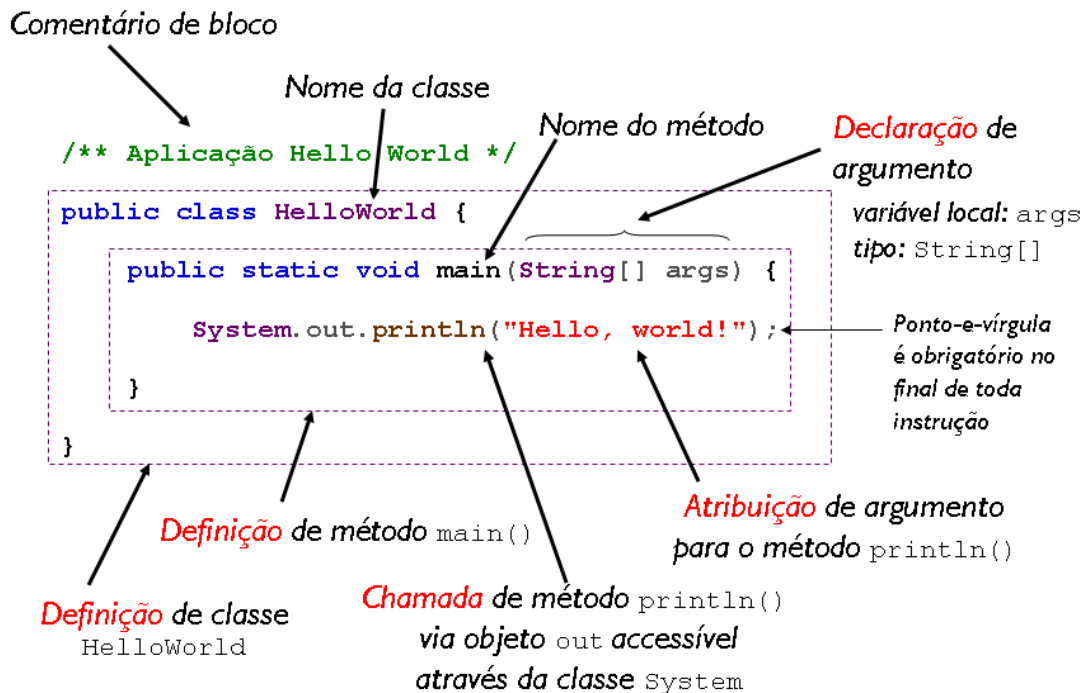 Comentário de bloco
Nome da classe
Nome do método
Declaração de
argumento
variável local: args
tipo: String[]
/** Aplicação Hello World */
public class HelloWorld {
public static void main(String[] args) {
System.out.println("Hello, world!");
}
}
Ponto-e-vírgula
é obrigatório no
final de toda
instrução
Definição de método main()
Atribuição de argumento
para o método println()
Definição de classe
HelloWorld
Chamada de método println()
via objeto out accessível
através da classe System